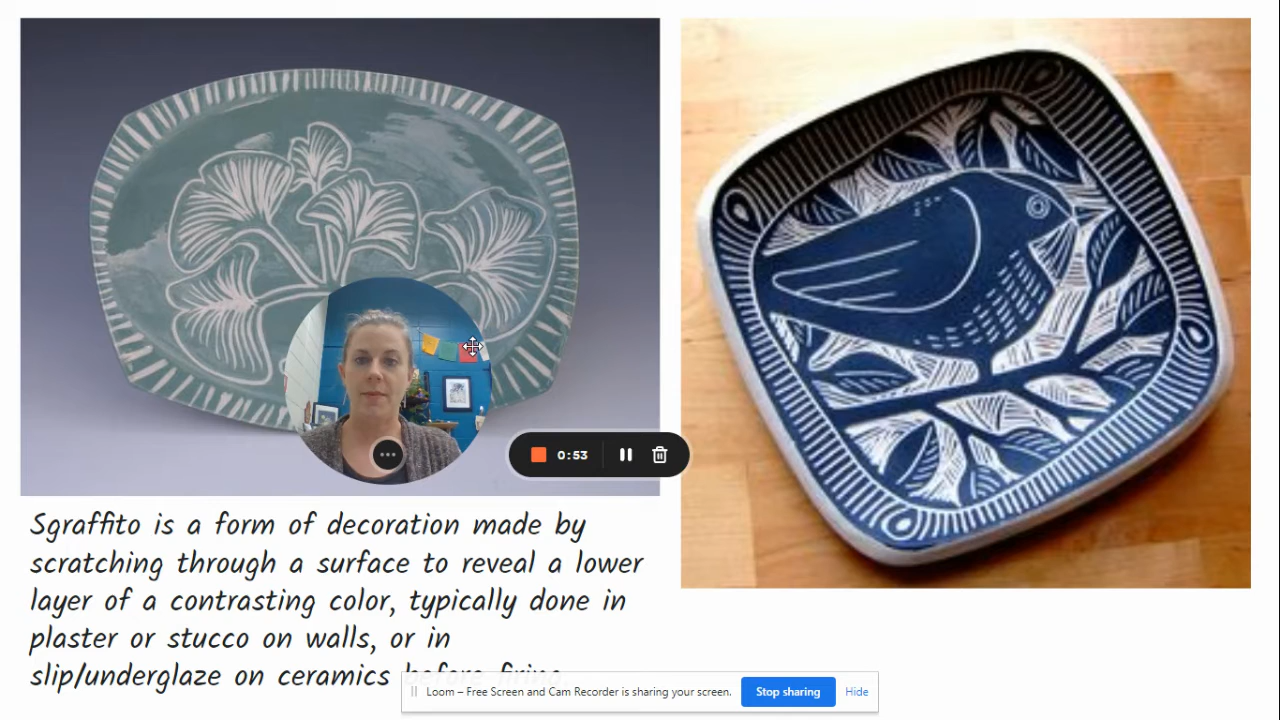 0:53
Sgraffito is a form of decoration made by
scratching through a surface to reveal a lower
layer of a contrasting color, typically done in
plaster or stucco on walls, or in
slip/underglaze on ceramics before firing.
Loom – Free Screen and Cam Recorder is sharing your screen.
Stop sharing
Hide